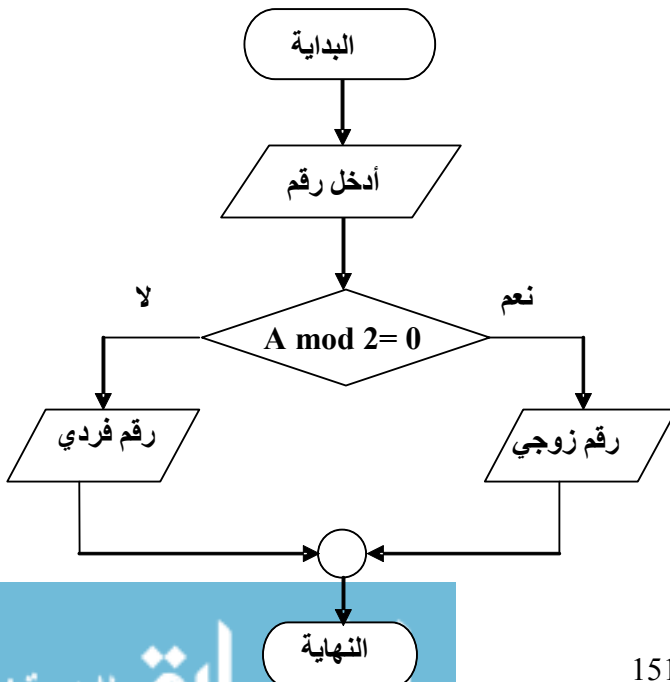 البداية
أدخل رقم
نعم
لا
A mod 2= 0
رقم زوجي
رقم فردي
النهاية
151